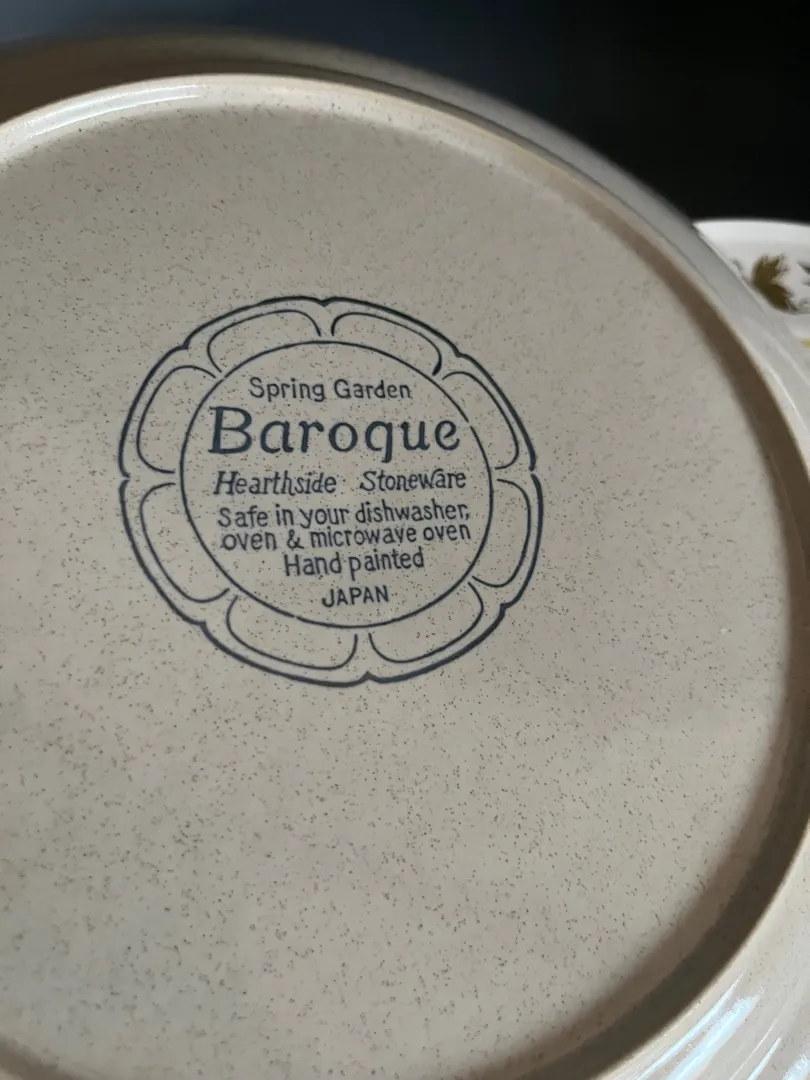 Spring Garden
Baroque
Hearthside Stoneware
Safe in your dishwasher,
oven & microwave oven
Hand painted
JAPAN